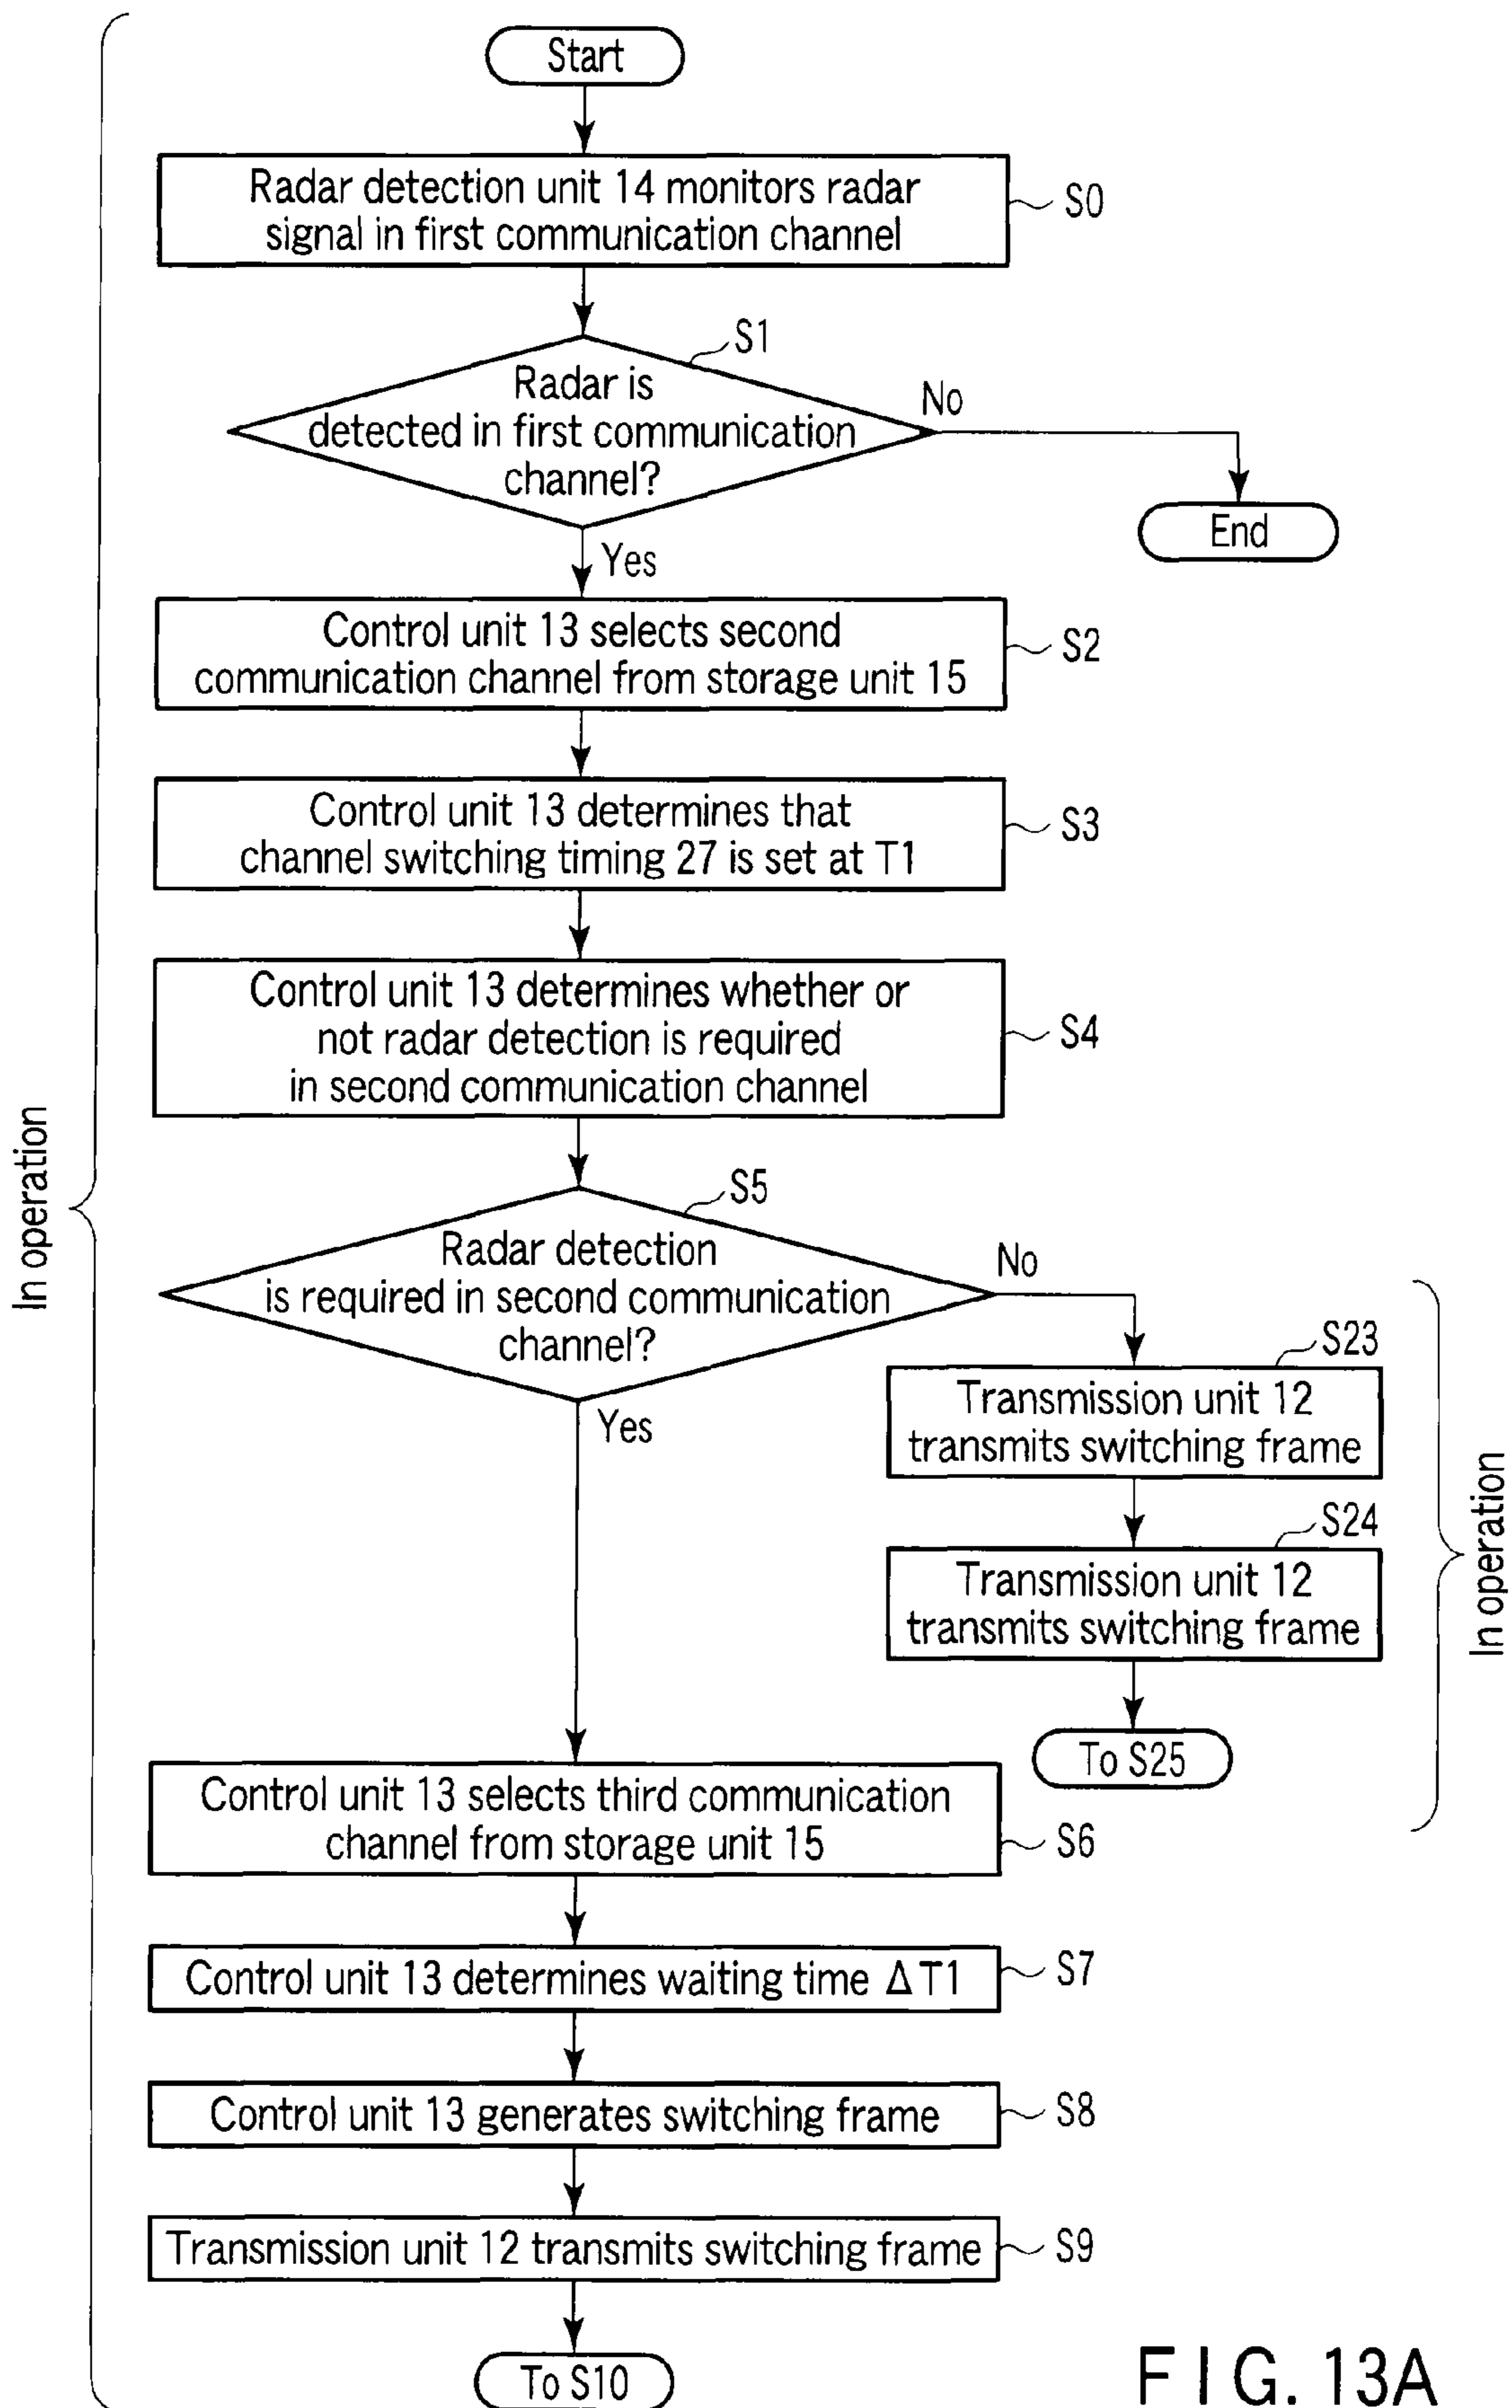 Start
Radar detection unit 14 monitors radar
signal in first communication channel
S0
S1
Radar is
detected in first communication
channel?
No
End
Yes
Control unit 13 selects second
communication channel from storage unit 15
S2
Control unit 13 determines that
channel switching timing 27 is set at T1
S3
Control unit 13 determines whether or
not radar detection is required
in second communication channel
S4
In operation
S5
Radar detection
is required in second communication
channel?
No
Yes
S23
Transmission unit 12
transmits switching frame
S24
Transmission unit 12
transmits switching frame
To S25
In operation
Control unit 13 selects third communication
channel from storage unit 15
S6
Control unit 13 determines waiting time ΔT1
S7
Control unit 13 generates switching frame
S8
Transmission unit 12 transmits switching frame
S9
To S10
FIG. 13A